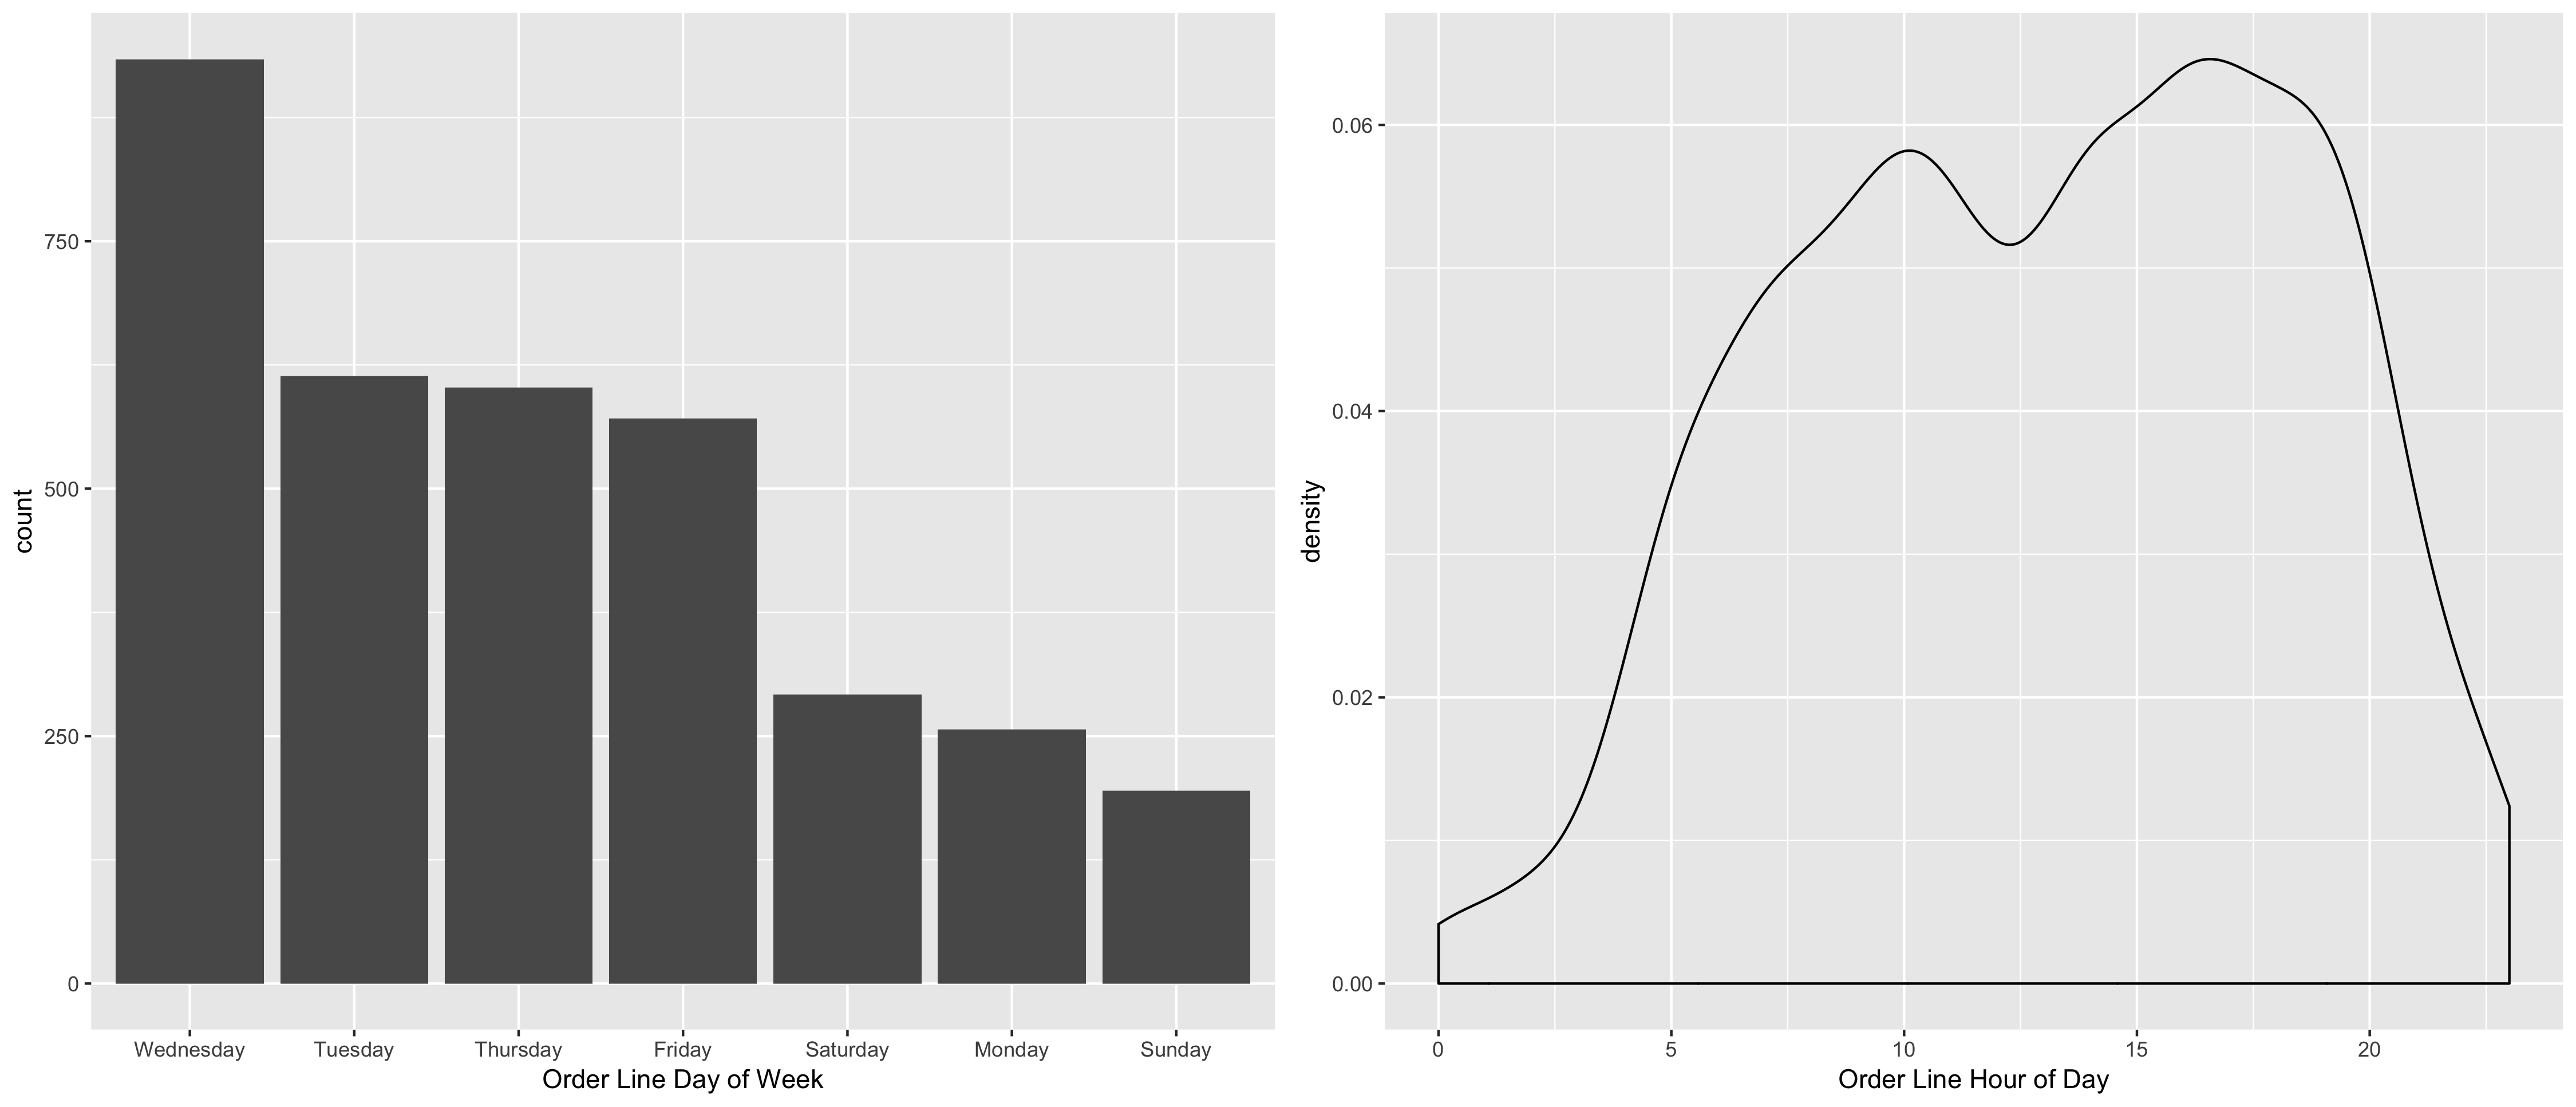 count
750
500
250
0
Wednesday Tuesday Thursday Friday Saturday Monday Sunday
Order Line Day of Week
density
0.06
0.04
0.02
0.00
0 5 10 15 20
Order Line Hour of Day